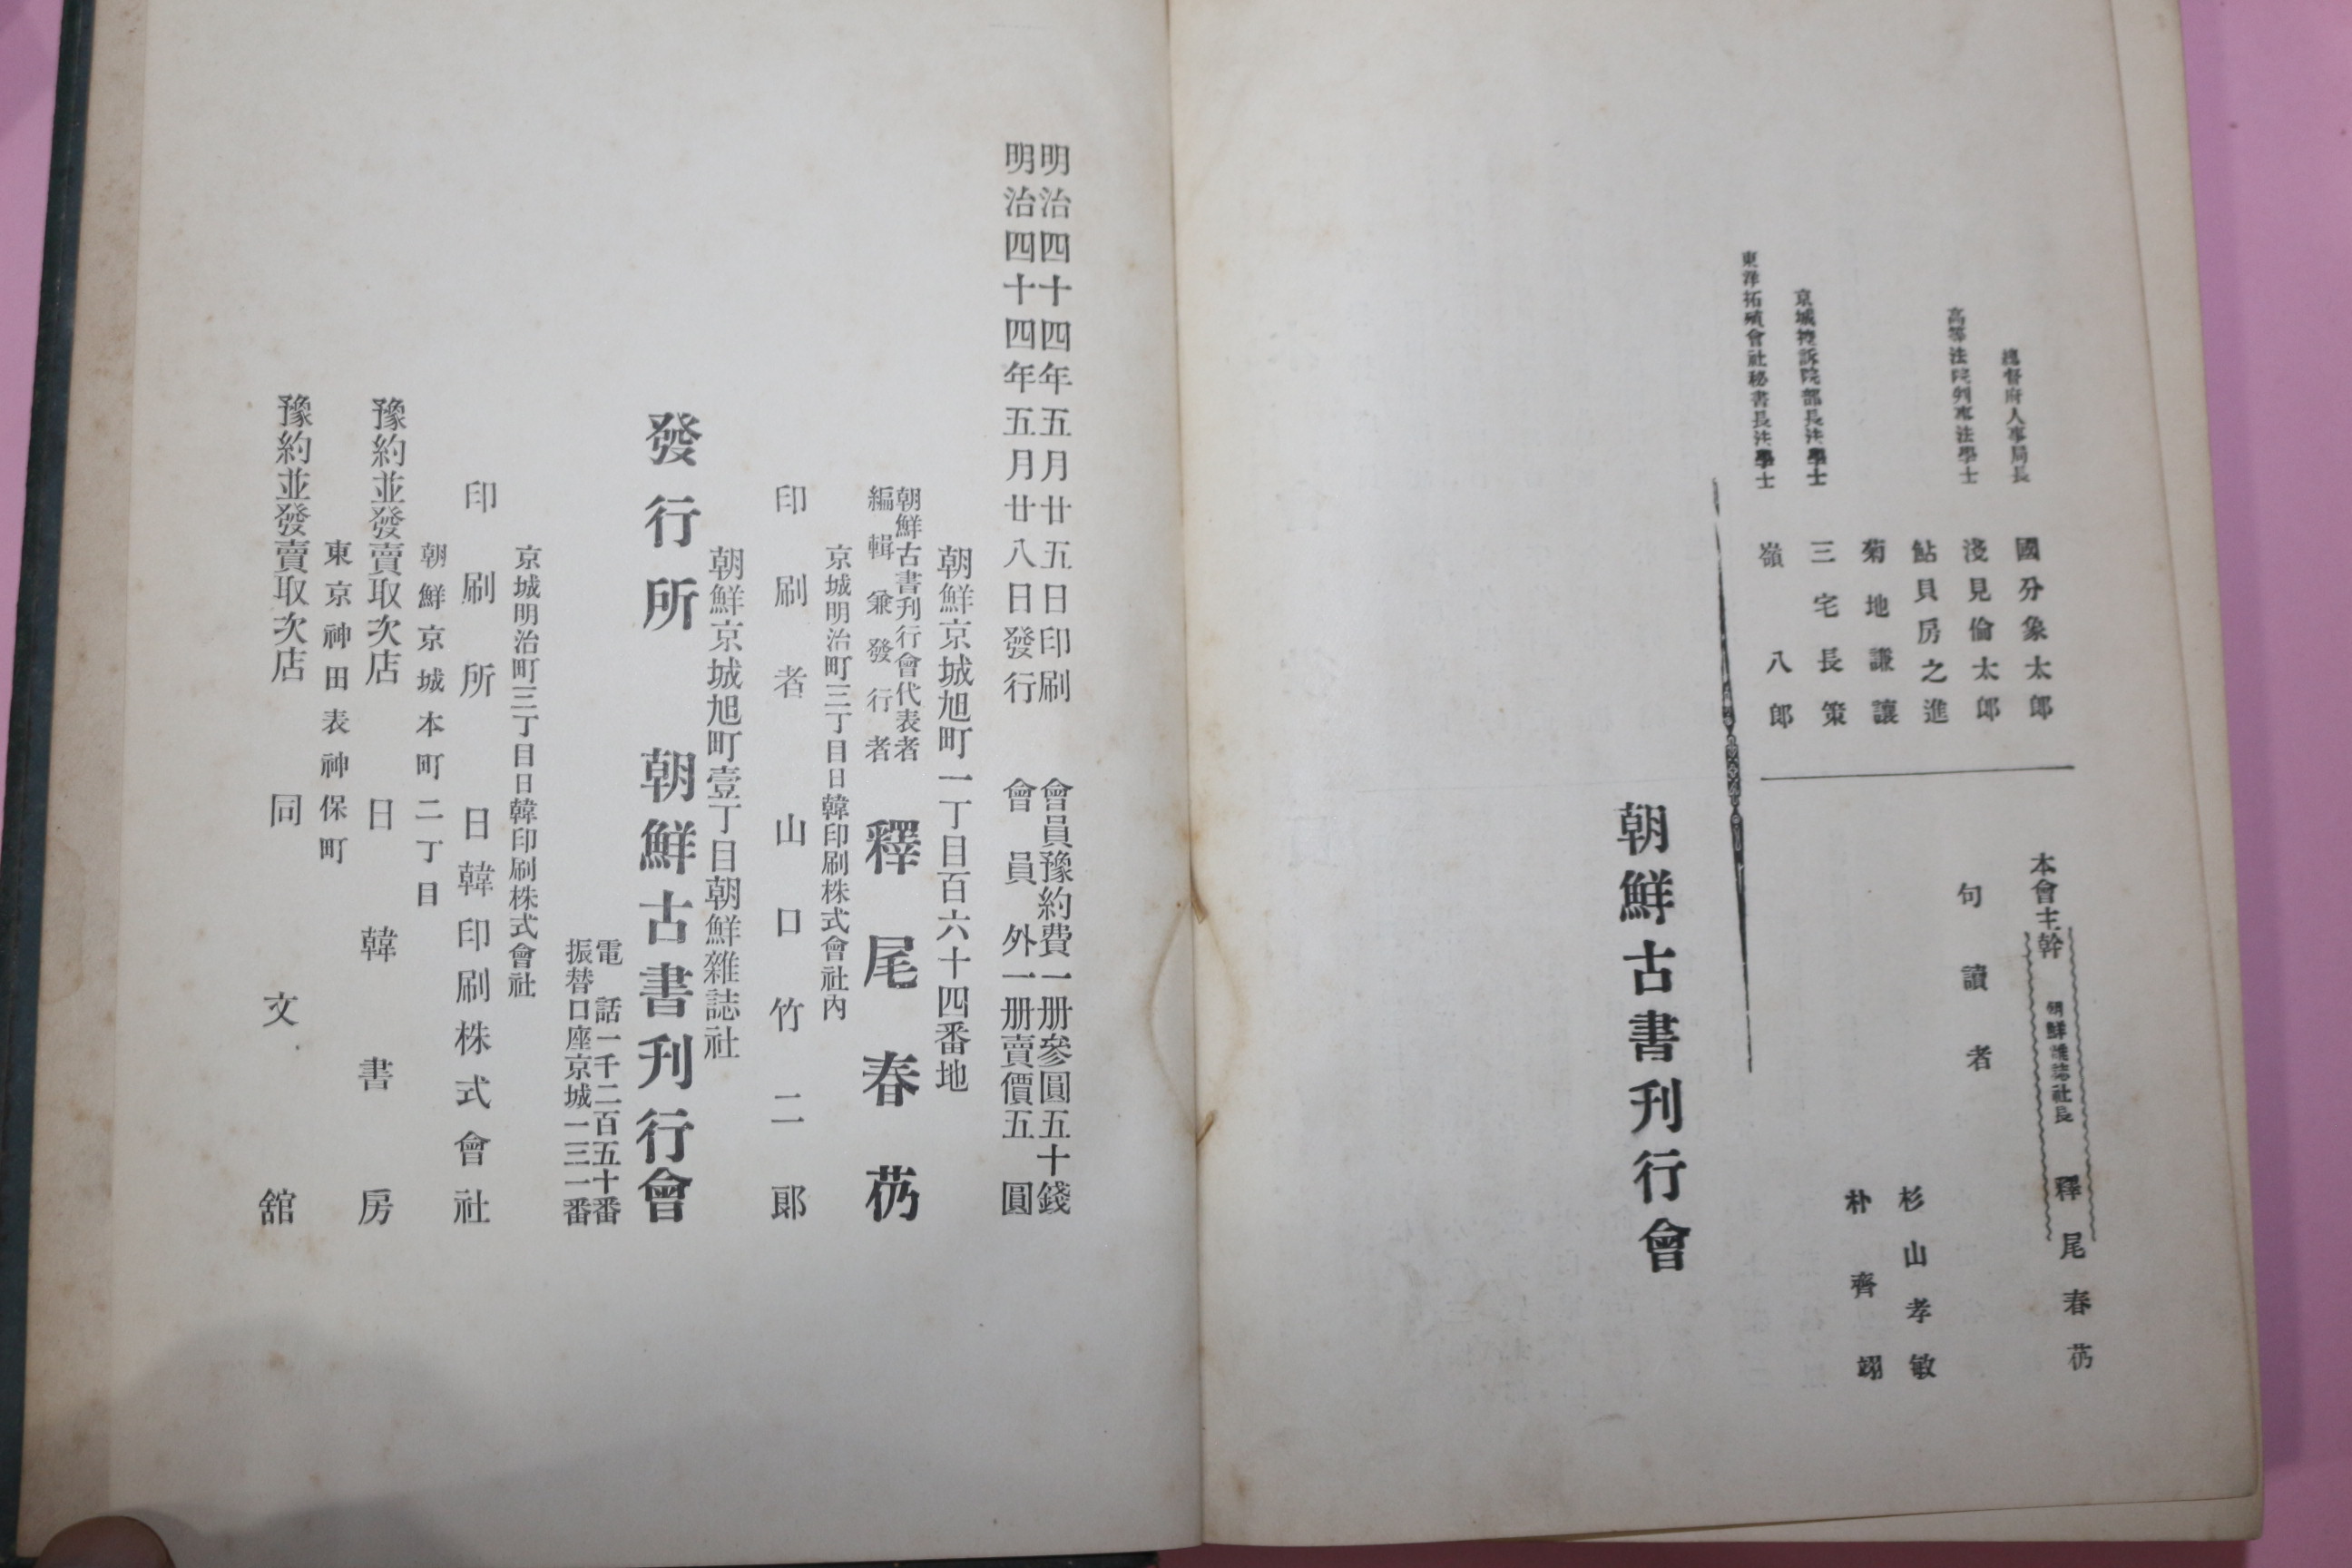 總督府人事局長 國分象太郎
高等法院判事法學士 淺見倫太郎
鮎貝房之進
菊地謙讓
京城控訴院部長法學士 三宅長策
東洋拓殖會社秘書長法學士 嶺八郎
本會主幹 朝鮮雜誌社長 釋尾春芿
句讀者
杉山孝敏
朴齊翊
朝鮮古書刊行會
明治四十四年五月廿五日印刷 會員豫約費一册參圓五十錢
明治四十四年五月廿八日發行 會員外一册賣價五圓
朝鮮京城旭町一丁目百六十四番地
朝鮮古書刊行會代表者
編輯兼發行者 釋尾春芿
京城明治町三丁目日韓印刷株式會社內
印刷者 山口竹二郞
朝鮮京城旭町壹丁目朝鮮雜誌社
發行所 朝鮮古書刊行會
電話一千二百五十番
振替口座京城一三一番
京城明治町三丁目日韓印刷株式會社
印刷所 日韓印刷株式會社
朝鮮京城本町二丁目
豫約並發賣取次店 日韓書房
東京神田表神保町
豫約並發賣取次店 同文舘